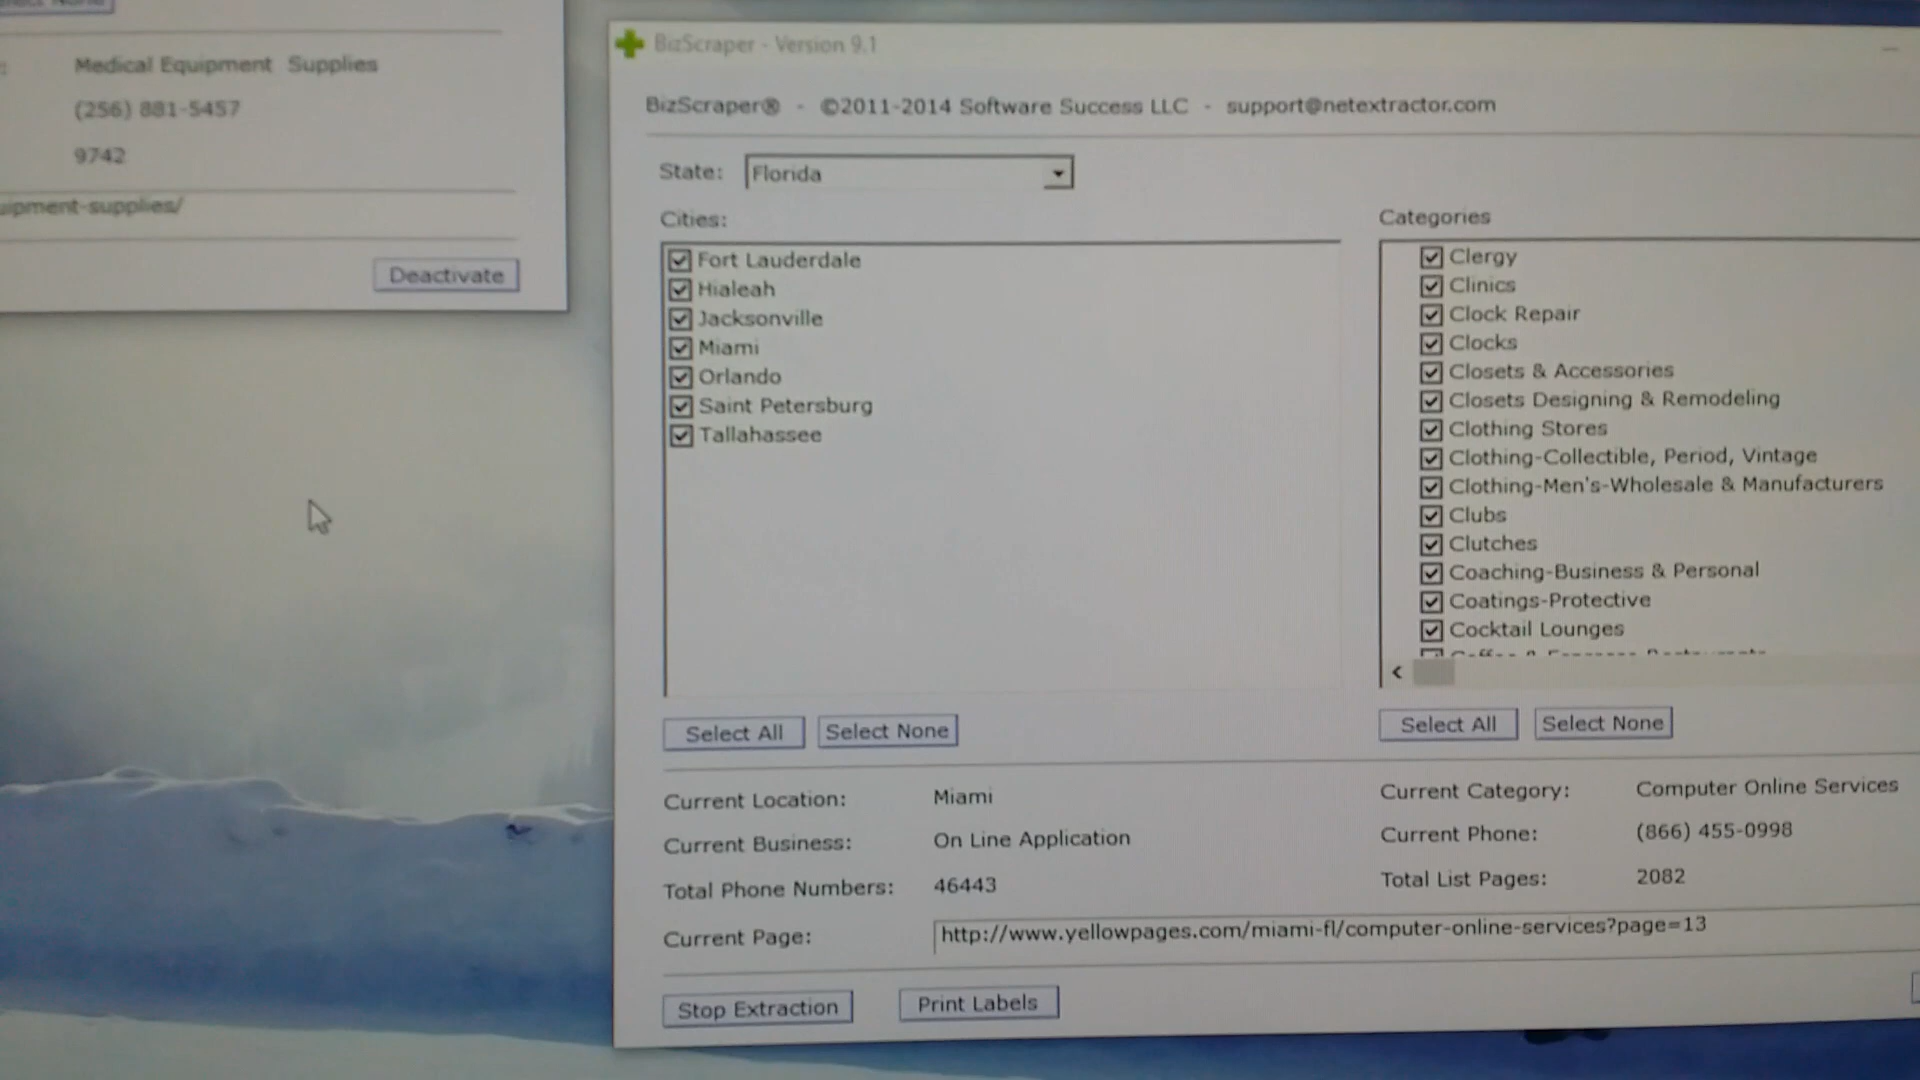 Medical Equipment Supplies
(256) 881-5457
9742
uipment-supplies/
Deactivate
BizScraper - Version 9.1
BizScraper® - ©2011-2014 Software Success LLC - support@netextractor.com
State: Florida
Cities:
Fort Lauderdale
Hialeah
Jacksonville
Miami
Orlando
Saint Petersburg
Tallahassee
Select All Select None
Categories
Clergy
Clinics
Clock Repair
Clocks
Closets & Accessories
Closets Designing & Remodeling
Clothing Stores
Clothing-Collectible, Period, Vintage
Clothing-Men's-Wholesale & Manufacturers
Clubs
Clutches
Coaching-Business & Personal
Coatings-Protective
Cocktail Lounges
Select All Select None
Current Location: Miami
Current Category: Computer Online Services
Current Business: On Line Application
Current Phone: (866) 455-0998
Total Phone Numbers: 46443
Total List Pages: 2082
Current Page: http://www.yellowpages.com/miami-fl/computer-online-services?page=13
Stop Extraction Print Labels